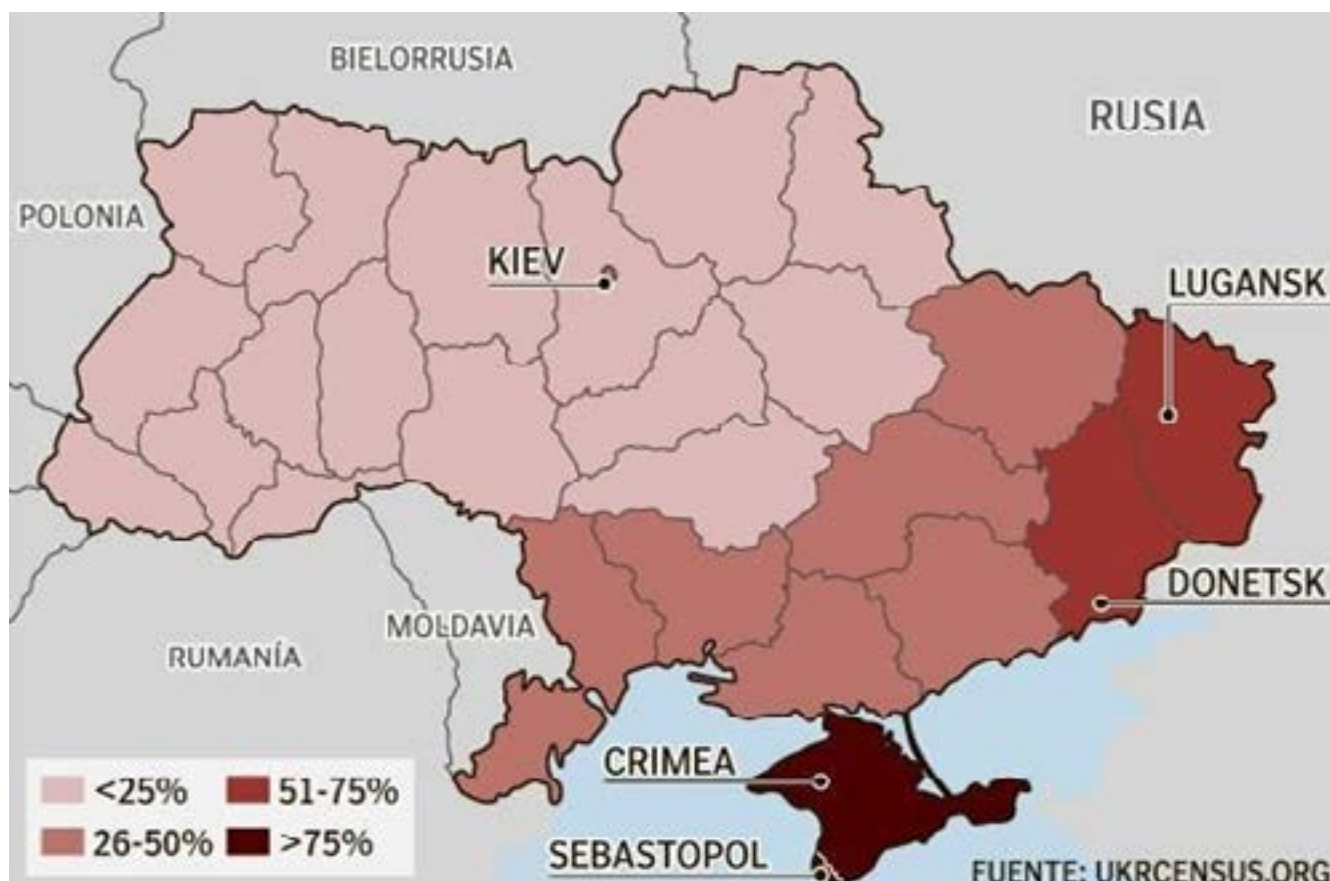 BIELORRUSIA
RUSIA
POLONIA
KIEV
LUGANSK
DONETSK
MOLDAVIA
RUMANÍA
CRIMEA
SEBASTOPOL
<25% 51-75%
26-50% >75%
FUENTE: UKRCENSUS.ORG